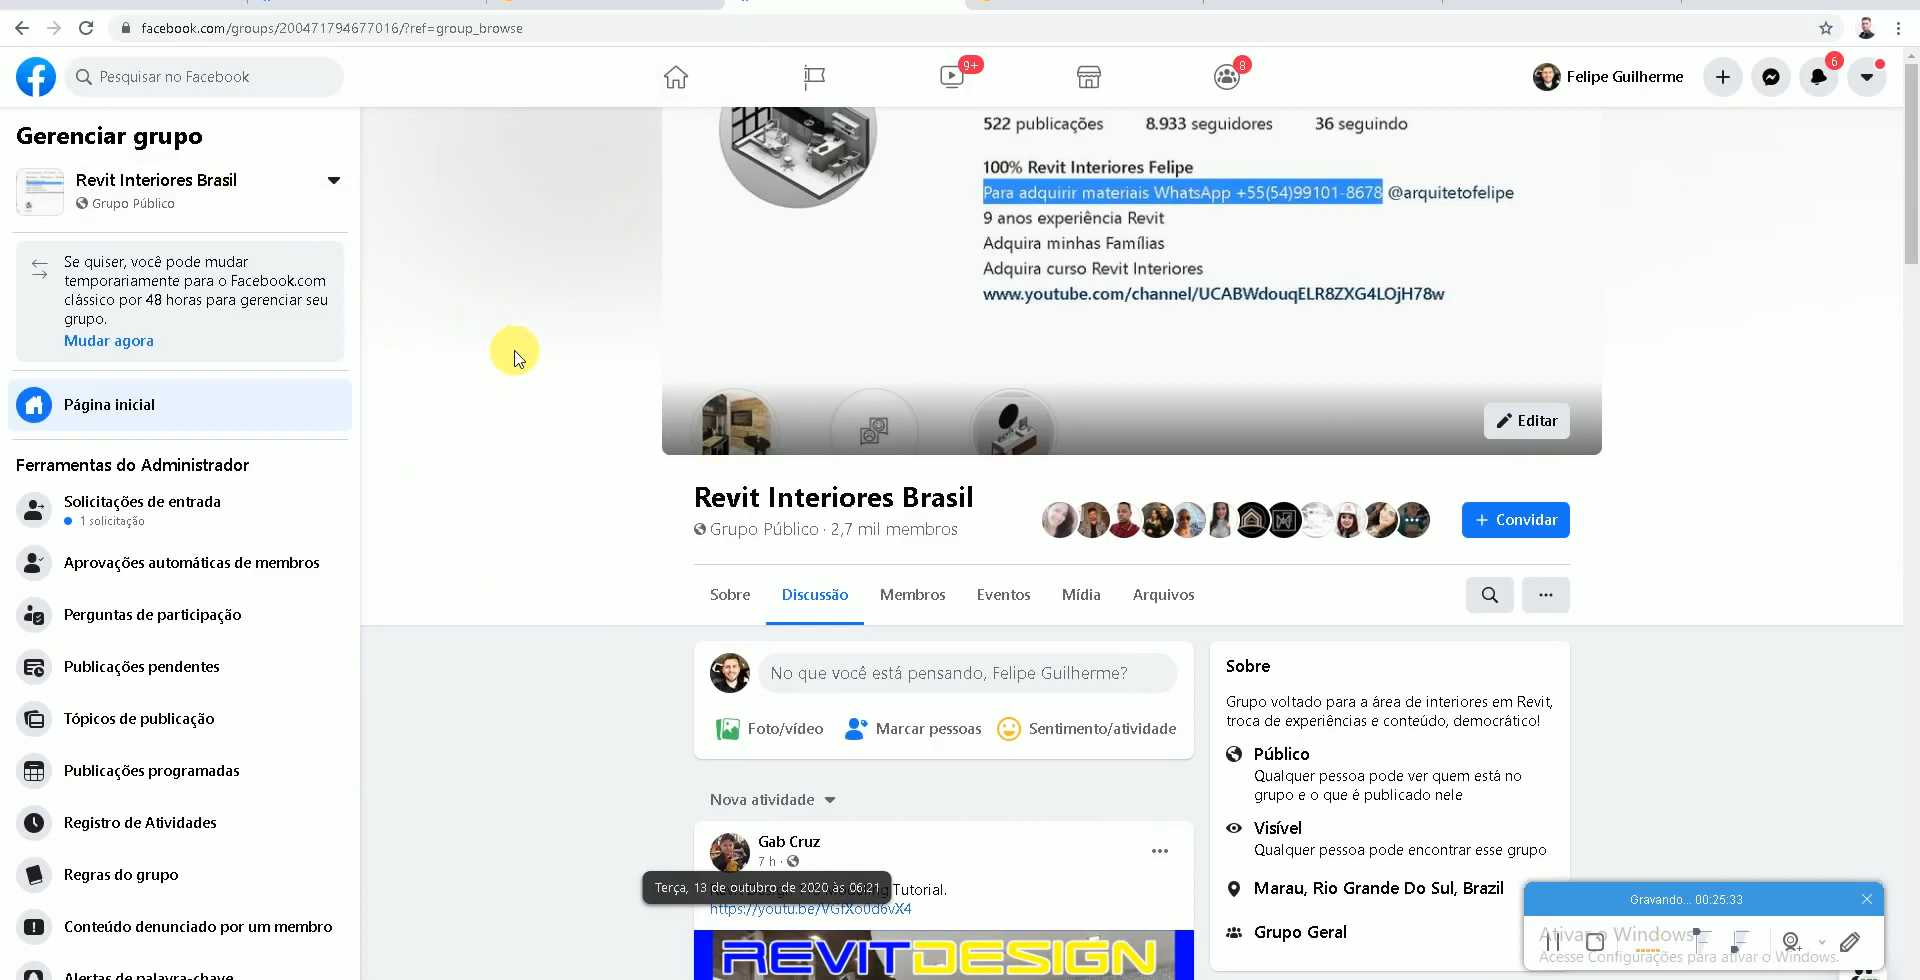 facebook.com/groups/200471794677016/?ref=group_browse
Pesquisar no Facebook
9+
8
Felipe Guilherme
6
Gerenciar grupo
Revit Interiores Brasil
Grupo Público
Se quiser, você pode mudar
temporariamente para o Facebook.com
clássico por 48 horas para gerenciar seu
grupo.
Mudar agora
Página inicial
Ferramentas do Administrador
Solicitações de entrada
1 solicitação
Aprovações automáticas de membros
Perguntas de participação
Publicações pendentes
Tópicos de publicação
Publicações programadas
Registro de Atividades
Regras do grupo
Conteúdo denunciado por um membro
Alertas de palavra-chave
522 publicações 8.933 seguidores 36 seguindo
100% Revit Interiores Felipe
Para adquirir materiais WhatsApp +55(54)99101-8678 @arquitetofelipe
9 anos experiência Revit
Adquira minhas Famílias
Adquira curso Revit Interiores
www.youtube.com/channel/UCABWdouqELR8ZXG4LOjH78w
Editar
Revit Interiores Brasil
Grupo Público · 2,7 mil membros
+ Convidar
Sobre Discussão Membros Eventos Mídia Arquivos
No que você está pensando, Felipe Guilherme?
Foto/vídeo Marcar pessoas Sentimento/atividade
Nova atividade
Gab Cruz
7 h ·
Terça, 13 de outubro de 2020 às 06:21
Tutorial.
https://youtu.be/VGfXo0d6vX4
REVITDESIGN
Sobre
Grupo voltado para a área de interiores em Revit,
troca de experiências e conteúdo, democrático!
Público
Qualquer pessoa pode ver quem está no
grupo e o que é publicado nele
Visível
Qualquer pessoa pode encontrar esse grupo
Marau, Rio Grande Do Sul, Brazil
Grupo Geral
Gravando... 00:25:33
Ativar o Windows
Acesse Configurações para ativar o Windows.